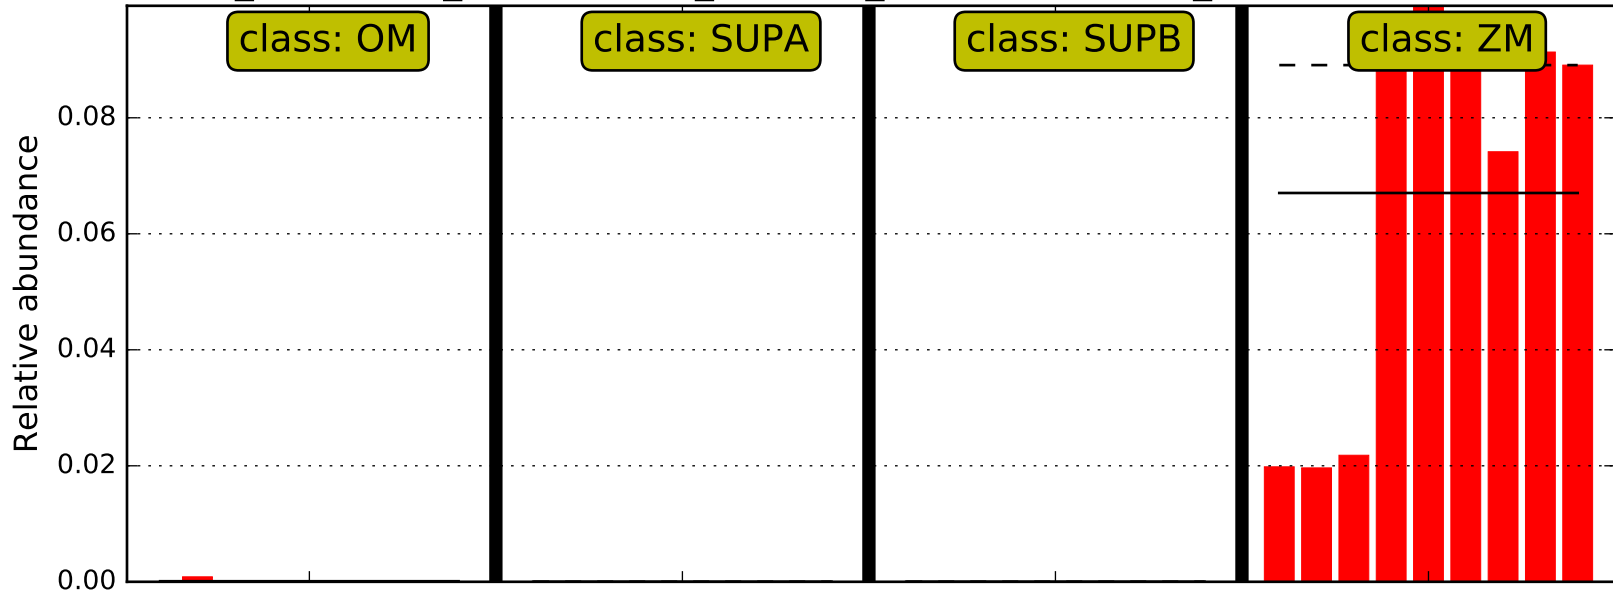 class: OM
class: SUPA
class: SUPB
class: ZM
Relative abundance
0.08
0.06
0.04
0.02
0.00